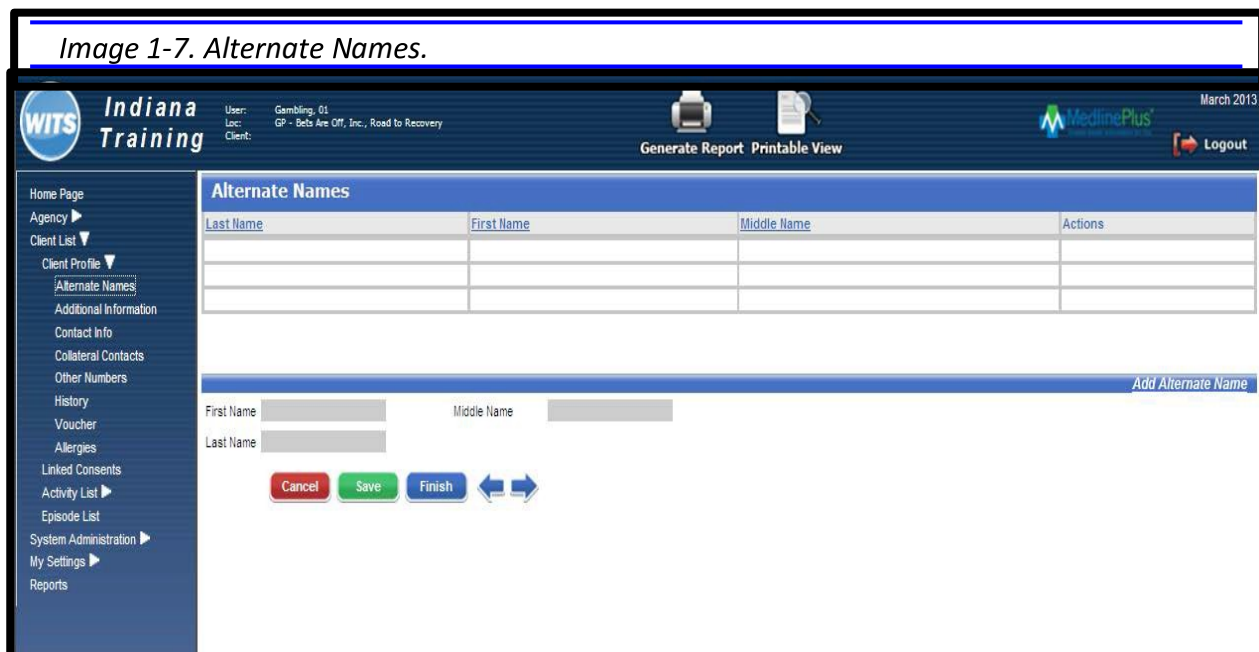 Image 1-7. Alternate Names.
WITS
Indiana
Training
User: Gambling, 01
Loc: GP - Bets Are Off, Inc., Road to Recovery
Client:
Generate Report Printable View
MedlinePlus
March 2013
Logout
Home Page
Agency
Client List
Client Profile
Alternate Names
Additional Information
Contact Info
Collateral Contacts
Other Numbers
History
Voucher
Allergies
Linked Consents
Activity List
Episode List
System Administration
My Settings
Reports
Alternate Names
Last Name First Name Middle Name Actions
Add Alternate Name
First Name Middle Name
Last Name
Cancel Save Finish